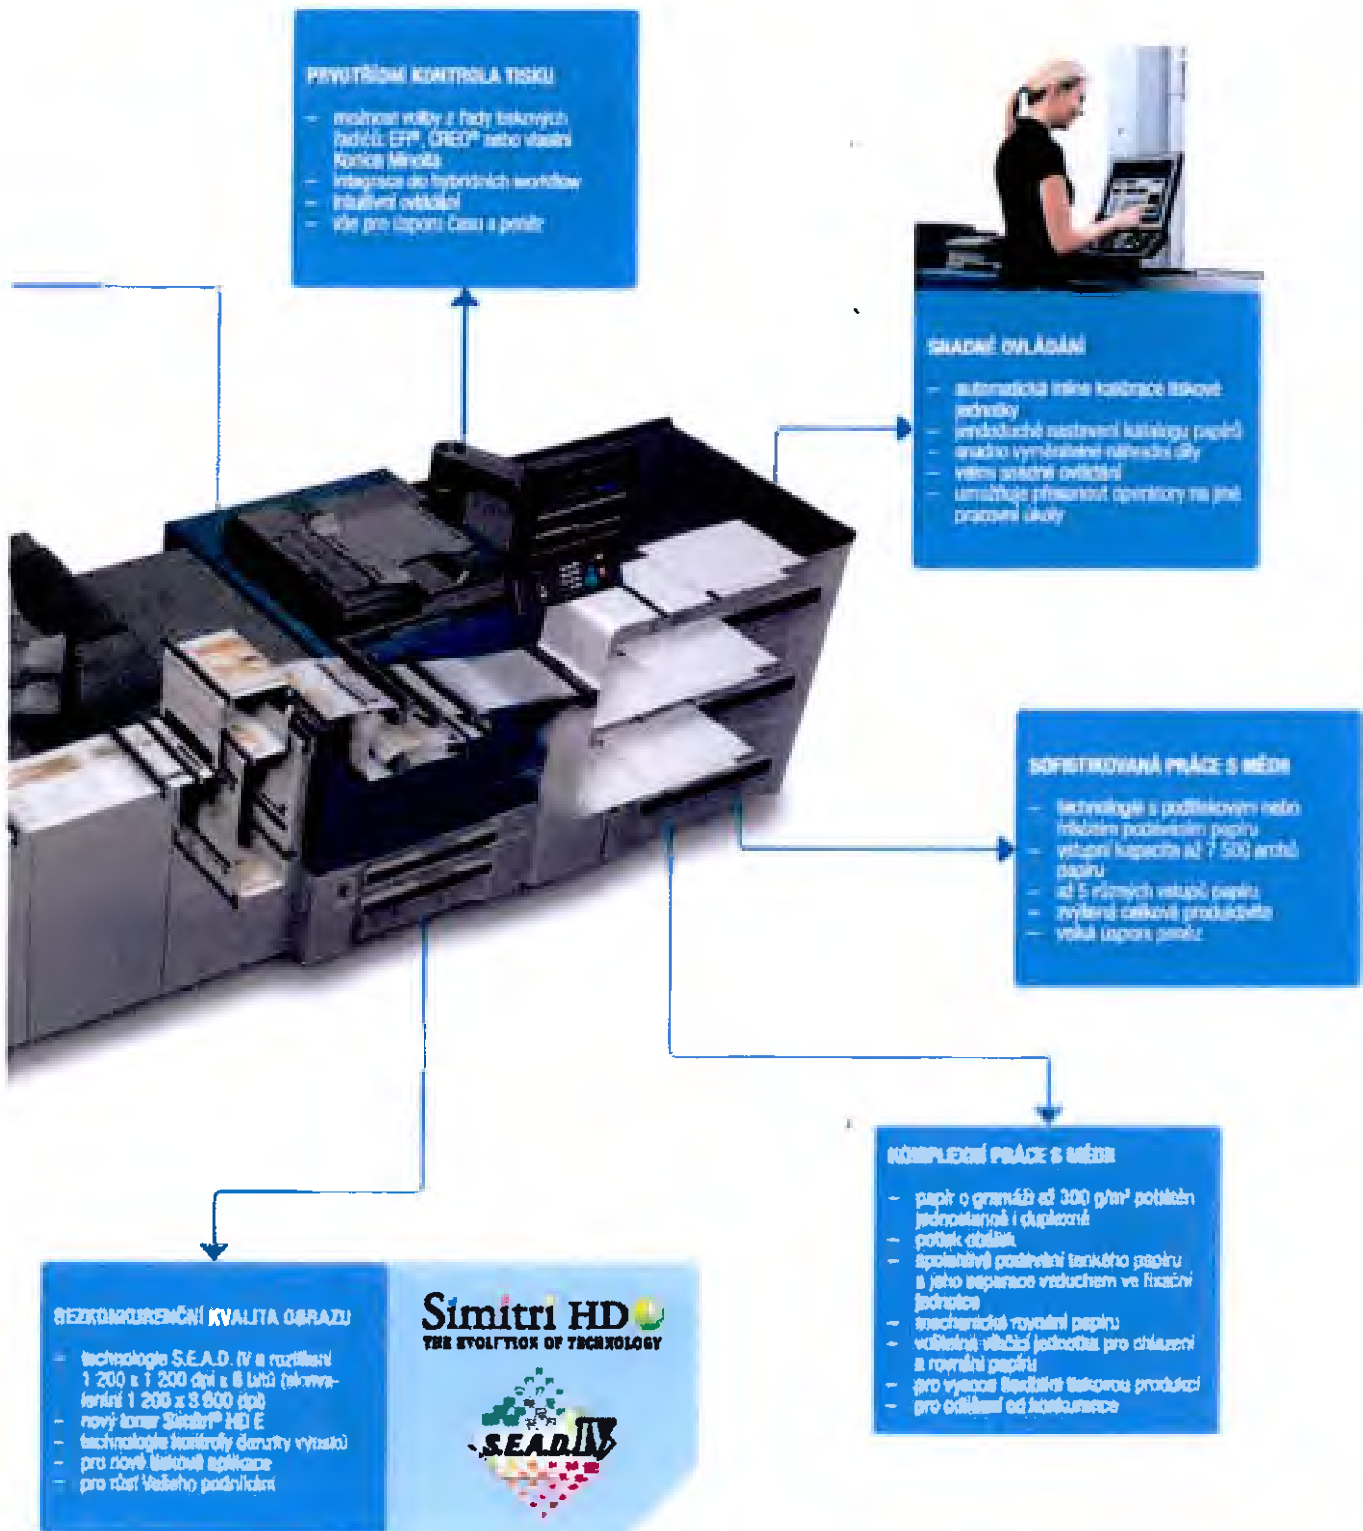 PRVOTŘÍDNÍ KONTROLA TISKU
– možnost volby z řady tiskových
řadičů: EFI®, CREO® nebo vlastní
Konica Minolta
– integrace do hybridních workflow
– intuitivní ovládání
– vše pro úsporu času a peněz
SNADNÉ OVLÁDÁNÍ
– automatická inline kalibrace tiskové
jednotky
– jendoduché nastavení katalogu papírů
– snadno vyměnitelné náhradní díly
– velmi snadné ovládání
– umožňuje přesunout operátory na jiné
pracovní úkoly
SOFISTIKOVANÁ PRÁCE S MÉDII
– technologie s podtlakovým nebo
podáváním papíru
– vstupní kapacita až 7 500 archů
papíru
– až 5 různých vstupů papíru
– zvýšená celková produktivita
– velká úspora peněz
KOMPLEXNÍ PRÁCE S MÉDII
– papír o gramáži až 300 g/m² potištěn
jednostranně i duplexně
– potisk obálek
– spolehlivé podávání tenkého papíru
a jeho separace vzduchem ve fixační
jednotce
– mechanické rovnání papíru
– volitelná vlhčící jednotka pro chlazení
a rovnání papíru
– pro vysoce flexibilní tiskovou produkci
– pro odlišení od konkurence
BEZKONKURENČNÍ KVALITA OBRAZU
– technologie S.E.A.D. IV a rozlišení
1 200 x 1 200 dpi x 8 bitů (ekviva-
lentní 1 200 x 3 600 dpi)
– nový toner Simitri® HD E
– technologie kontroly denzity výtisků
– pro nové tiskové aplikace
– pro růst Vašeho podnikání
Simitri HD
THE EVOLUTION OF TECHNOLOGY
S.E.A.D. IV